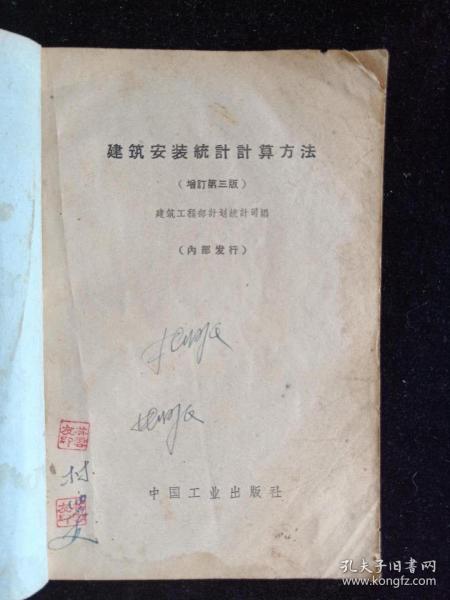 建筑安装統計計算方法
（增訂第三版）
建筑工程部計划統計司編
（內部发行）
中国工业出版社
孔夫子旧书网
www.kongfz.com